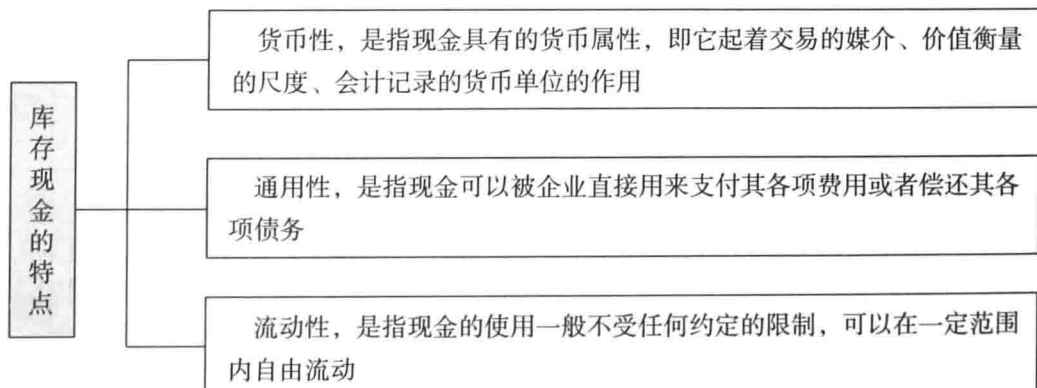 库存现金的特点
货币性，是指现金具有的货币属性，即它起着交易的媒介、价值衡量
的尺度、会计记录的货币单位的作用
通用性，是指现金可以被企业直接用来支付其各项费用或者偿还其各
项债务
流动性，是指现金的使用一般不受任何约定的限制，可以在一定范围
内自由流动